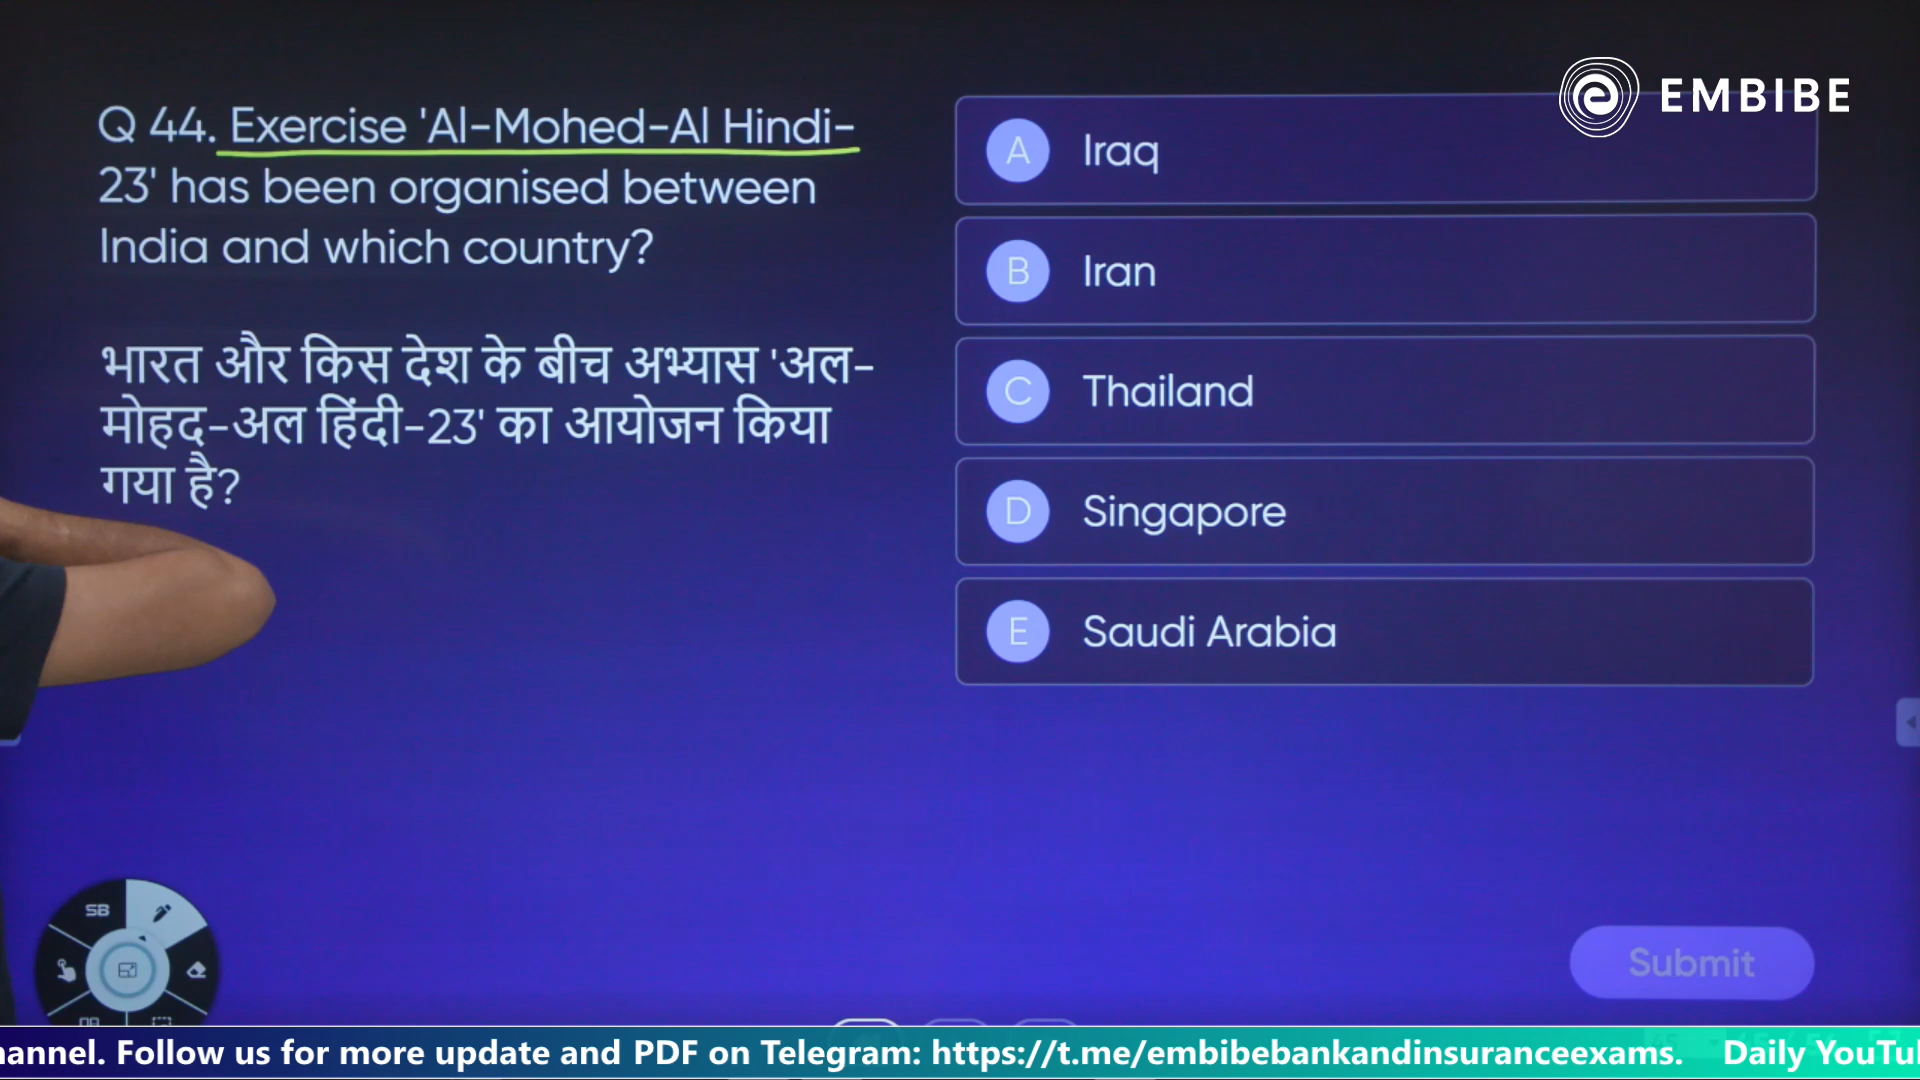 EMBIBE
Q 44. Exercise 'Al-Mohed-Al Hindi-
23' has been organised between
India and which country?
भारत और किस देश के बीच अभ्यास 'अल-
मोहद-अल हिंदी-23' का आयोजन किया
गया है?
A Iraq
B Iran
C Thailand
D Singapore
E Saudi Arabia
SB
Submit
annel. Follow us for more update and PDF on Telegram: https://t.me/embibebankandinsuranceexams. Daily YouTu